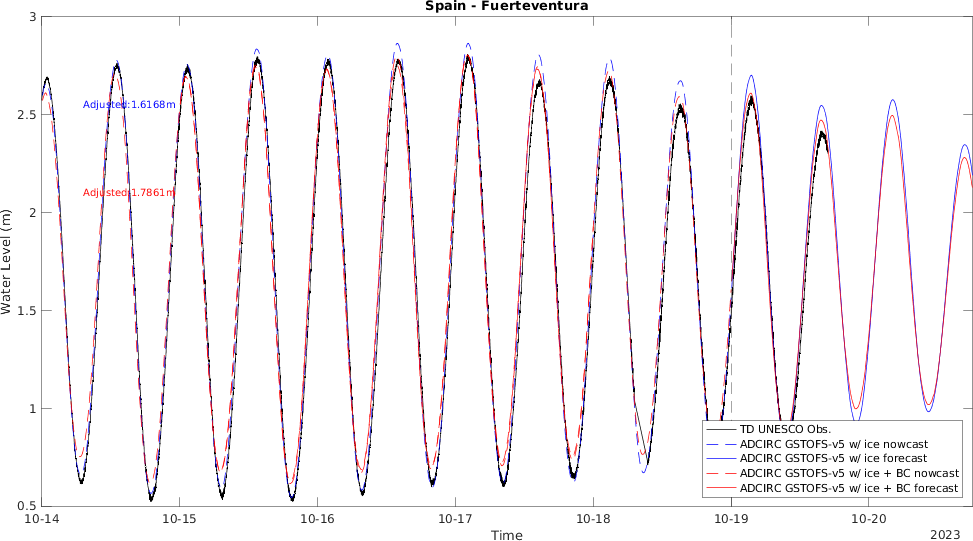 Spain - Fuerteventura
3
2.5
2
1.5
1
0.5
Water Level (m)
Adjusted:1.6168m
Adjusted:1.7861m
TD UNESCO Obs.
ADCIRC GSTOFS-v5 w/ ice nowcast
ADCIRC GSTOFS-v5 w/ ice forecast
ADCIRC GSTOFS-v5 w/ ice + BC nowcast
ADCIRC GSTOFS-v5 w/ ice + BC forecast
10-14 10-15 10-16 10-17 10-18 10-19 10-20
Time
2023